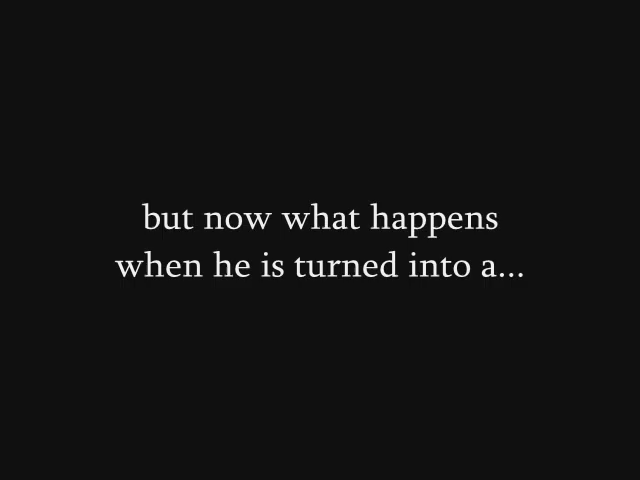 but now what happens
when he is turned into a...